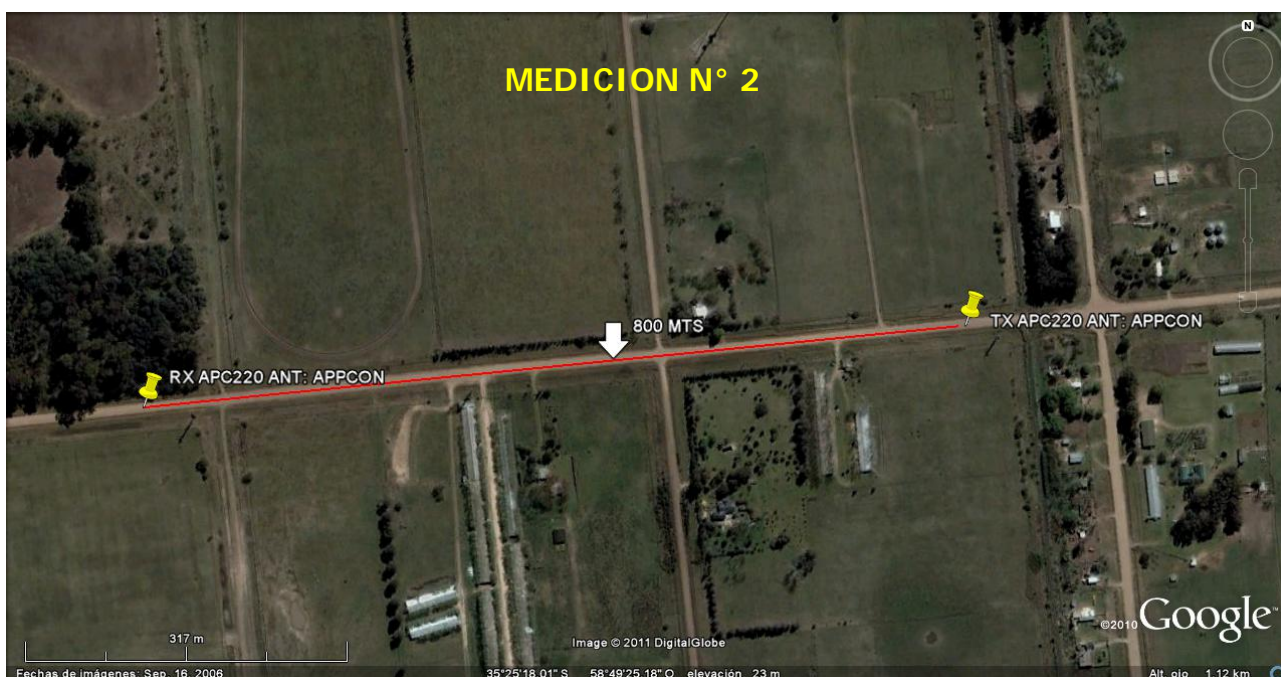 N
MEDICION N° 2
800 MTS
TX APC220 ANT: APPCON
RX APC220 ANT: APPCON
317 m
Image © 2011 DigitalGlobe
©2010 Google™
Fechas de imágenes: Sep. 16, 2006
35°25'18.01" S 58°49'25.18" O elevación 23 m
Alt. ojo 1.12 km